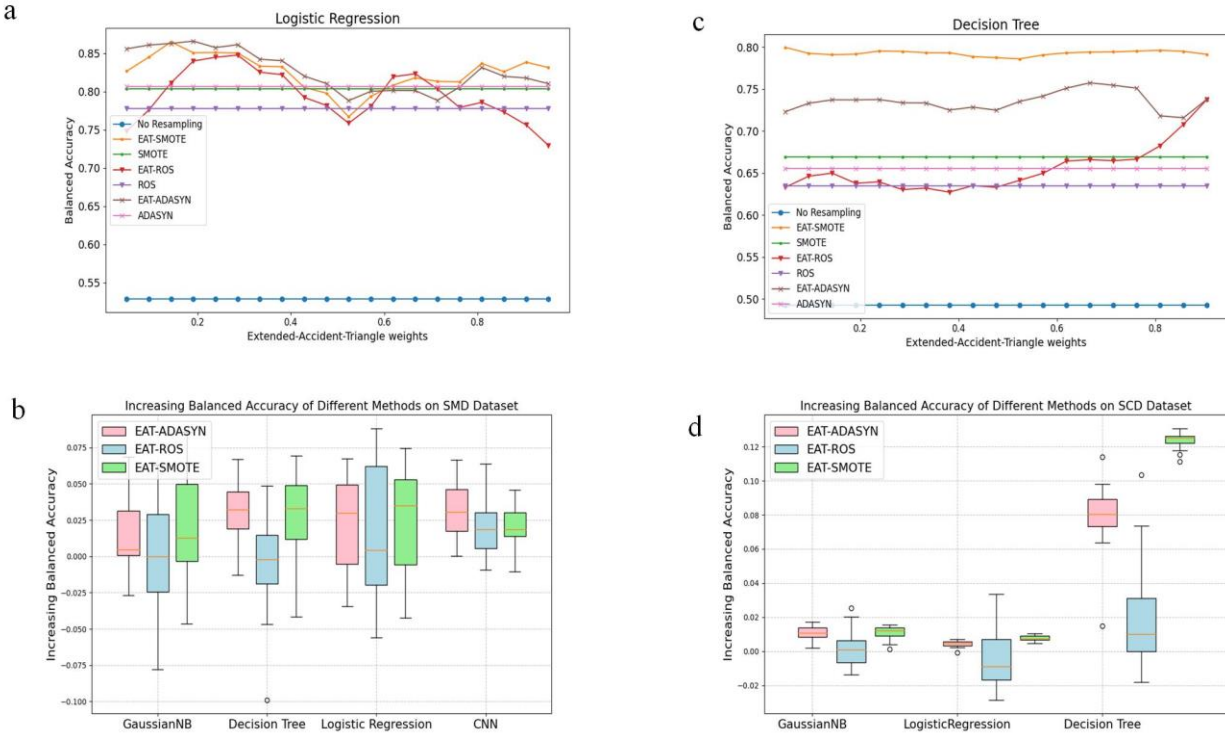 a
Logistic Regression
Balanced Accuracy
0.85
0.80
0.75
0.70
0.65
0.60
0.55
No Resampling
EAT-SMOTE
SMOTE
EAT-ROS
ROS
EAT-ADASYN
ADASYN
0.2
0.4
0.6
0.8
Extended-Accident-Triangle weights
c
Decision Tree
Balanced Accuracy
0.80
0.75
0.70
0.65
0.60
0.55
0.50
No Resampling
EAT-SMOTE
SMOTE
EAT-ROS
ROS
EAT-ADASYN
ADASYN
0.2
0.4
0.6
0.8
Extended-Accident-Triangle weights
b
Increasing Balanced Accuracy of Different Methods on SMD Dataset
Increasing Balanced Accuracy
0.075
0.050
0.025
0.000
-0.025
-0.050
-0.075
-0.100
EAT-ADASYN
EAT-ROS
EAT-SMOTE
GaussianNB
Decision Tree
Logistic Regression
CNN
d
Increasing Balanced Accuracy of Different Methods on SCD Dataset
Increasing Balanced Accuracy
0.12
0.10
0.08
0.06
0.04
0.02
0.00
-0.02
EAT-ADASYN
EAT-ROS
EAT-SMOTE
GaussianNB
LogisticRegression
Decision Tree